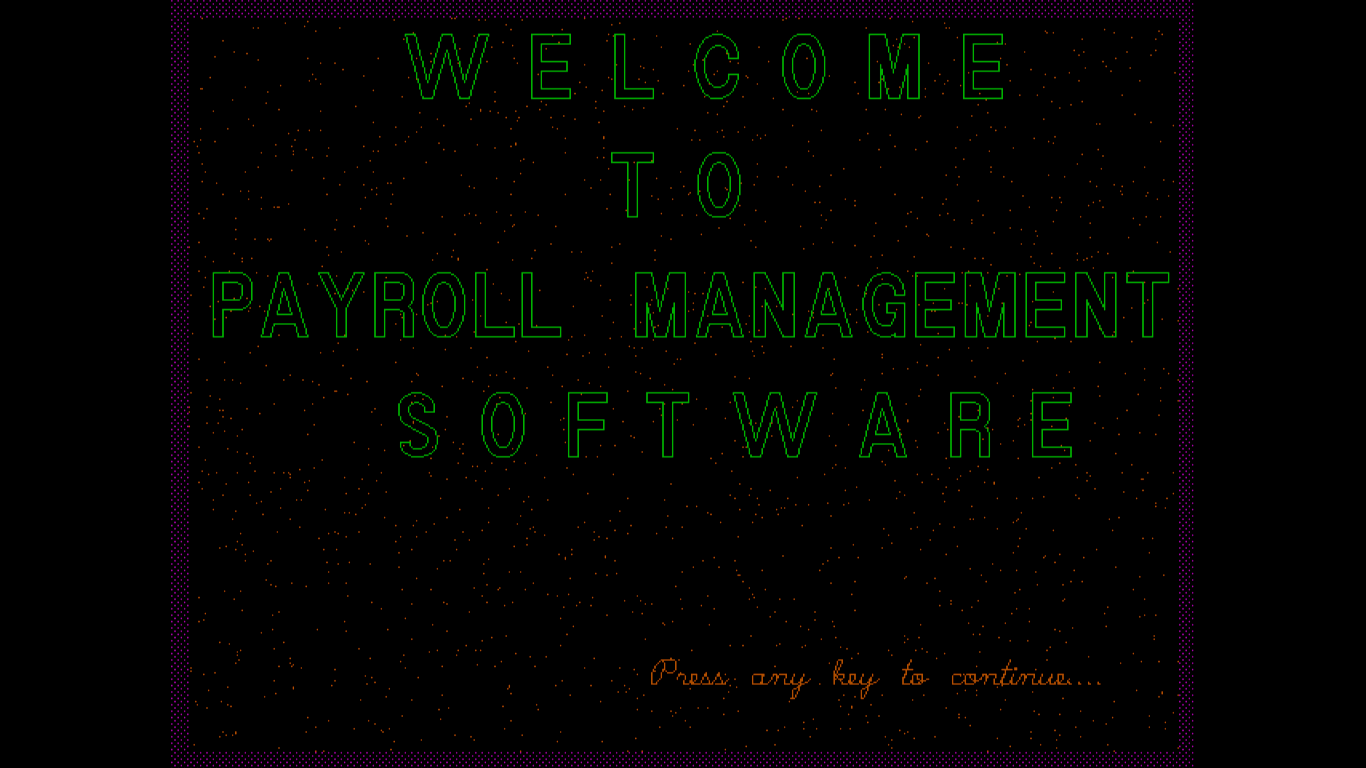 WELCOME
TO
PAYROLL MANAGEMENT
SOFTWARE
Press any key to continue....